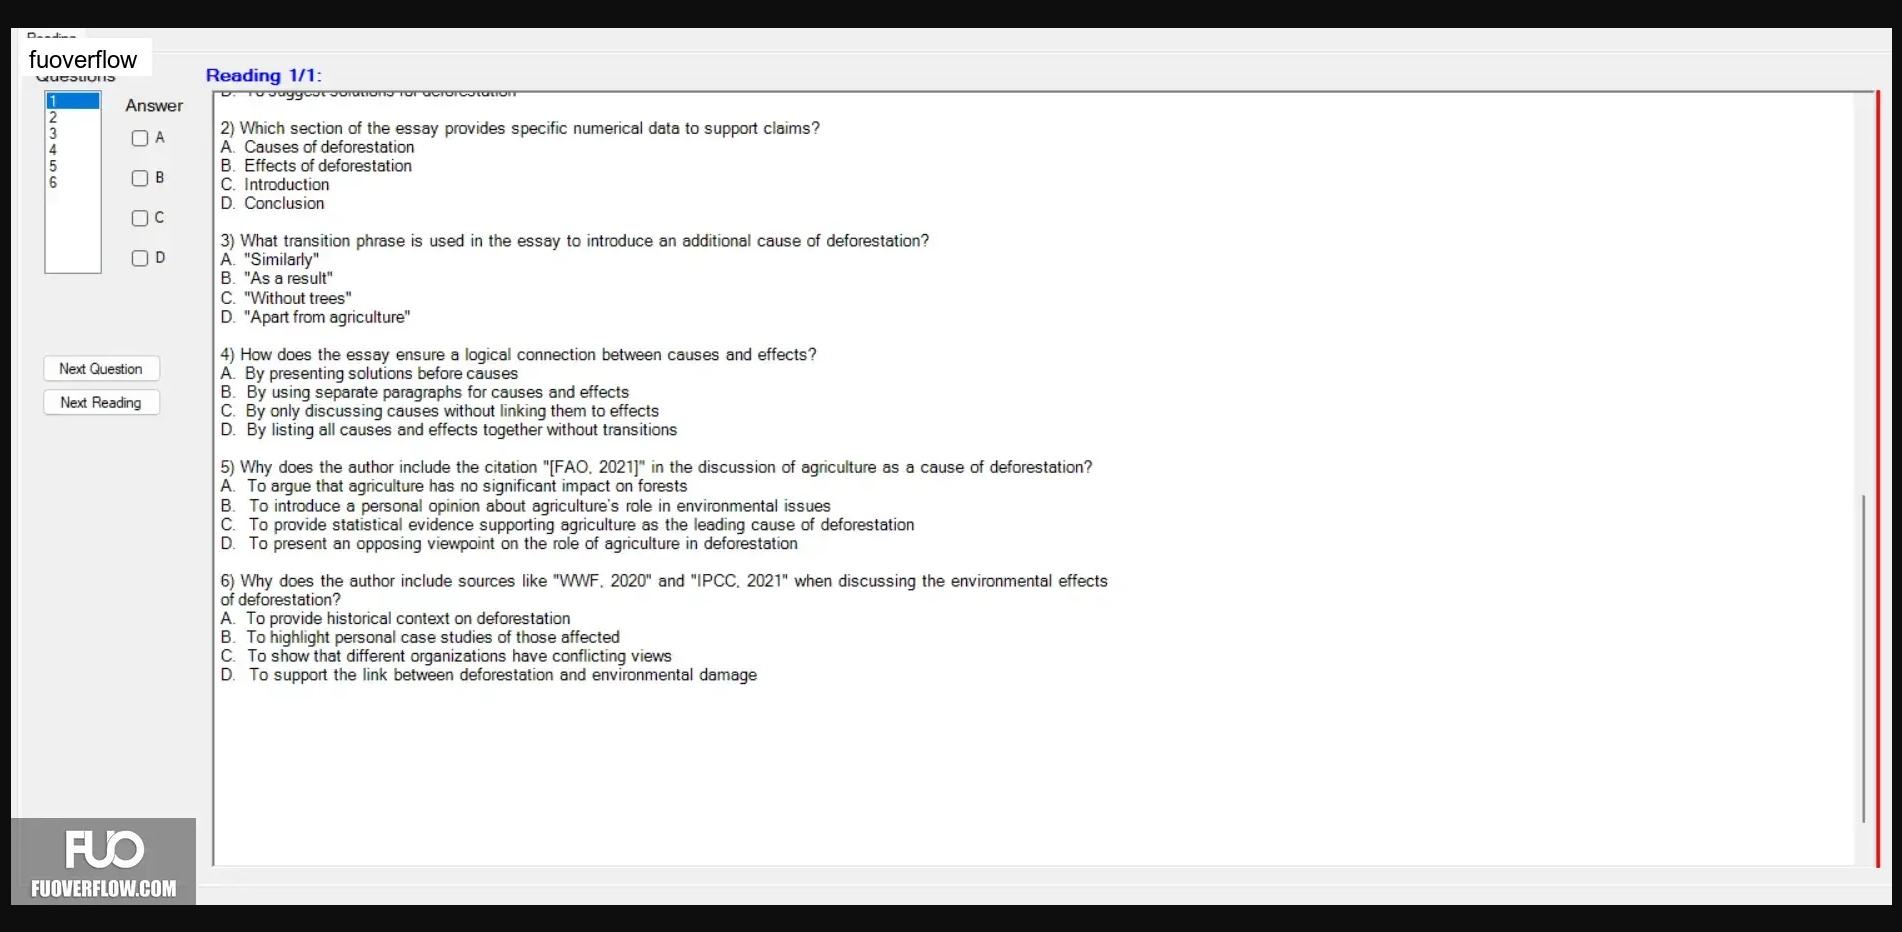 fuoverflow
Questions
Reading 1/1:
1
2
3
4
5
6
Answer
A
B
C
D
Next Question
Next Reading
D. To suggest solutions for deforestation
2) Which section of the essay provides specific numerical data to support claims?
A. Causes of deforestation
B. Effects of deforestation
C. Introduction
D. Conclusion
3) What transition phrase is used in the essay to introduce an additional cause of deforestation?
A. "Similarly"
B. "As a result"
C. "Without trees"
D. "Apart from agriculture"
4) How does the essay ensure a logical connection between causes and effects?
A. By presenting solutions before causes
B. By using separate paragraphs for causes and effects
C. By only discussing causes without linking them to effects
D. By listing all causes and effects together without transitions
5) Why does the author include the citation "[FAO, 2021]" in the discussion of agriculture as a cause of deforestation?
A. To argue that agriculture has no significant impact on forests
B. To introduce a personal opinion about agriculture's role in environmental issues
C. To provide statistical evidence supporting agriculture as the leading cause of deforestation
D. To present an opposing viewpoint on the role of agriculture in deforestation
6) Why does the author include sources like "WWF, 2020" and "IPCC, 2021" when discussing the environmental effects
of deforestation?
A. To provide historical context on deforestation
B. To highlight personal case studies of those affected
C. To show that different organizations have conflicting views
D. To support the link between deforestation and environmental damage
FUO
FUOVERFLOW.COM